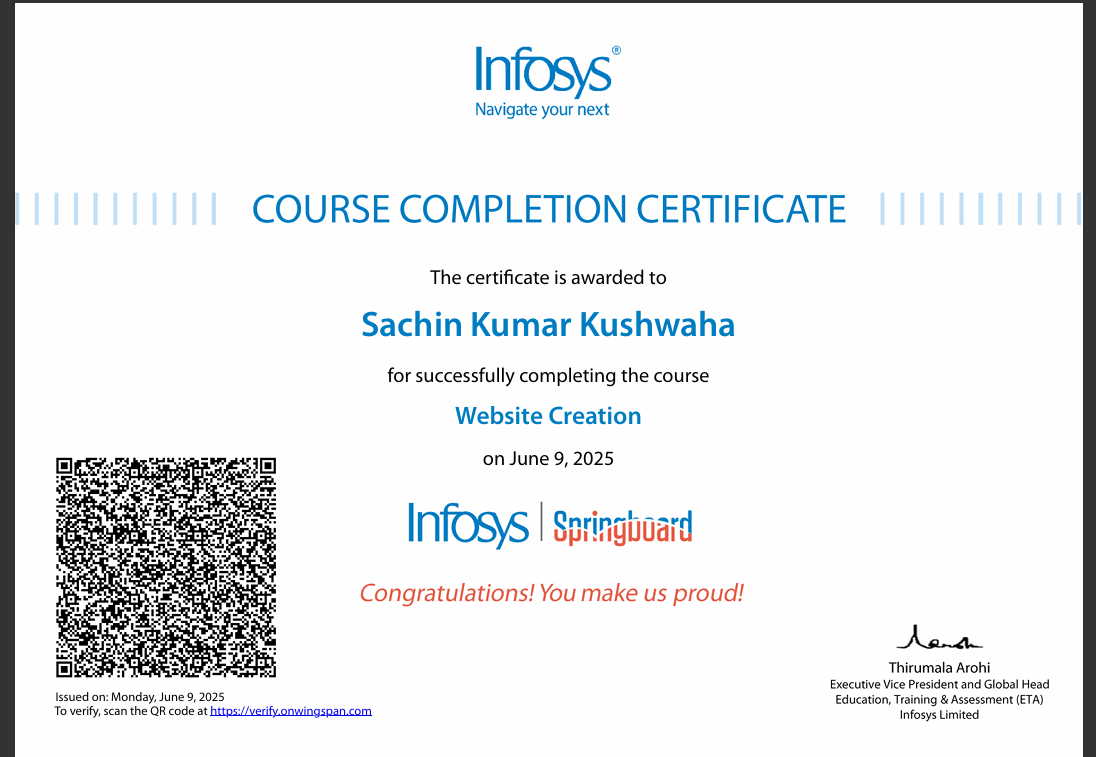 Infosys®
Navigate your next
COURSE COMPLETION CERTIFICATE
The certificate is awarded to
Sachin Kumar Kushwaha
for successfully completing the course
Website Creation
on June 9, 2025
Infosys | Springboard
Congratulations! You make us proud!
Issued on: Monday, June 9, 2025
To verify, scan the QR code at https://verify.onwingspan.com
Thirumala Arohi
Executive Vice President and Global Head
Education, Training & Assessment (ETA)
Infosys Limited